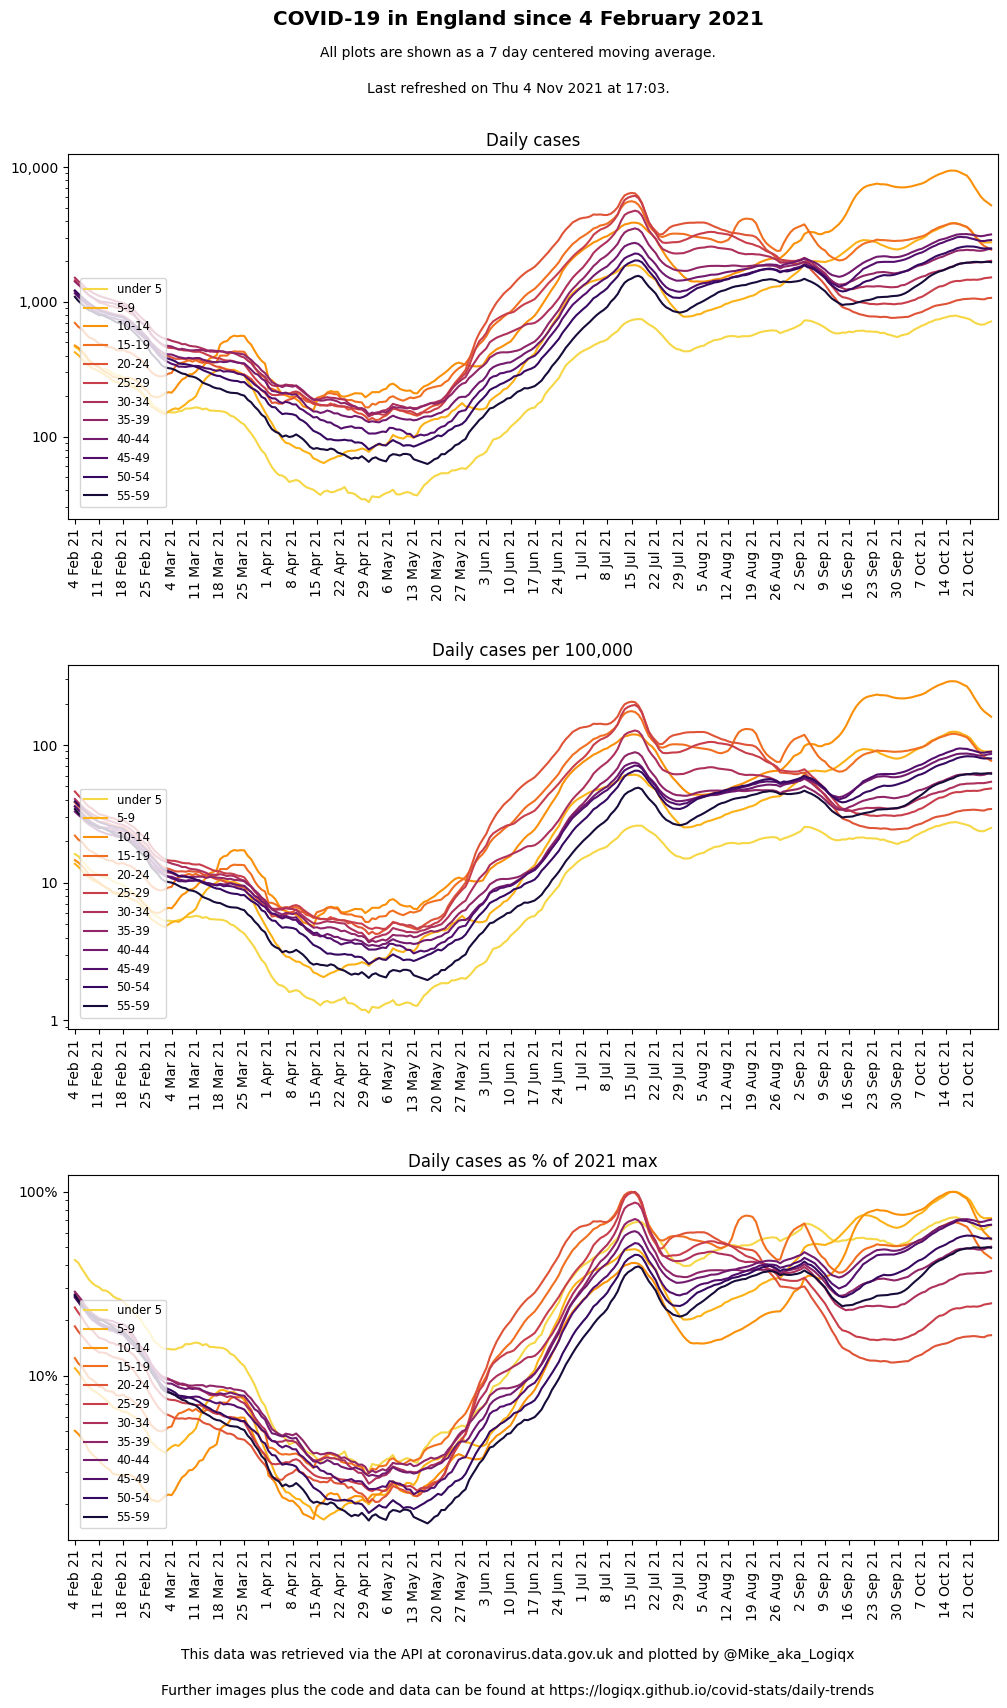 COVID-19 in England since 4 February 2021
All plots are shown as a 7 day centered moving average.
Last refreshed on Thu 4 Nov 2021 at 17:03.
Daily cases
10,000
1,000
100
under 5
5-9
10-14
15-19
20-24
25-29
30-34
35-39
40-44
45-49
50-54
55-59
4 Feb 21
11 Feb 21
18 Feb 21
25 Feb 21
4 Mar 21
11 Mar 21
18 Mar 21
25 Mar 21
1 Apr 21
8 Apr 21
15 Apr 21
22 Apr 21
29 Apr 21
6 May 21
13 May 21
20 May 21
27 May 21
3 Jun 21
10 Jun 21
17 Jun 21
24 Jun 21
1 Jul 21
8 Jul 21
15 Jul 21
22 Jul 21
29 Jul 21
5 Aug 21
12 Aug 21
19 Aug 21
26 Aug 21
2 Sep 21
9 Sep 21
16 Sep 21
23 Sep 21
30 Sep 21
7 Oct 21
14 Oct 21
21 Oct 21
Daily cases per 100,000
100
10
1
under 5
5-9
10-14
15-19
20-24
25-29
30-34
35-39
40-44
45-49
50-54
55-59
4 Feb 21
11 Feb 21
18 Feb 21
25 Feb 21
4 Mar 21
11 Mar 21
18 Mar 21
25 Mar 21
1 Apr 21
8 Apr 21
15 Apr 21
22 Apr 21
29 Apr 21
6 May 21
13 May 21
20 May 21
27 May 21
3 Jun 21
10 Jun 21
17 Jun 21
24 Jun 21
1 Jul 21
8 Jul 21
15 Jul 21
22 Jul 21
29 Jul 21
5 Aug 21
12 Aug 21
19 Aug 21
26 Aug 21
2 Sep 21
9 Sep 21
16 Sep 21
23 Sep 21
30 Sep 21
7 Oct 21
14 Oct 21
21 Oct 21
Daily cases as % of 2021 max
100%
10%
under 5
5-9
10-14
15-19
20-24
25-29
30-34
35-39
40-44
45-49
50-54
55-59
4 Feb 21
11 Feb 21
18 Feb 21
25 Feb 21
4 Mar 21
11 Mar 21
18 Mar 21
25 Mar 21
1 Apr 21
8 Apr 21
15 Apr 21
22 Apr 21
29 Apr 21
6 May 21
13 May 21
20 May 21
27 May 21
3 Jun 21
10 Jun 21
17 Jun 21
24 Jun 21
1 Jul 21
8 Jul 21
15 Jul 21
22 Jul 21
29 Jul 21
5 Aug 21
12 Aug 21
19 Aug 21
26 Aug 21
2 Sep 21
9 Sep 21
16 Sep 21
23 Sep 21
30 Sep 21
7 Oct 21
14 Oct 21
21 Oct 21
This data was retrieved via the API at coronavirus.data.gov.uk and plotted by @Mike_aka_Logiqx
Further images plus the code and data can be found at https://logiqx.github.io/covid-stats/daily-trends